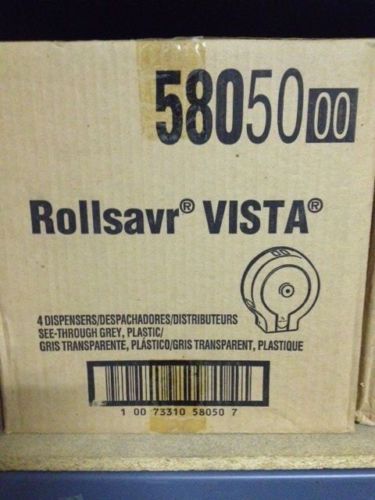 5805000
Rollsavr® VISTA®
4 DISPENSERS/DESPACHADORES/DISTRIBUTEURS
SEE-THROUGH GREY, PLASTIC/
GRIS TRANSPARENTE, PLÁSTICO/GRIS TRANSPARENT, PLASTIQUE
1 00 73310 58050 7